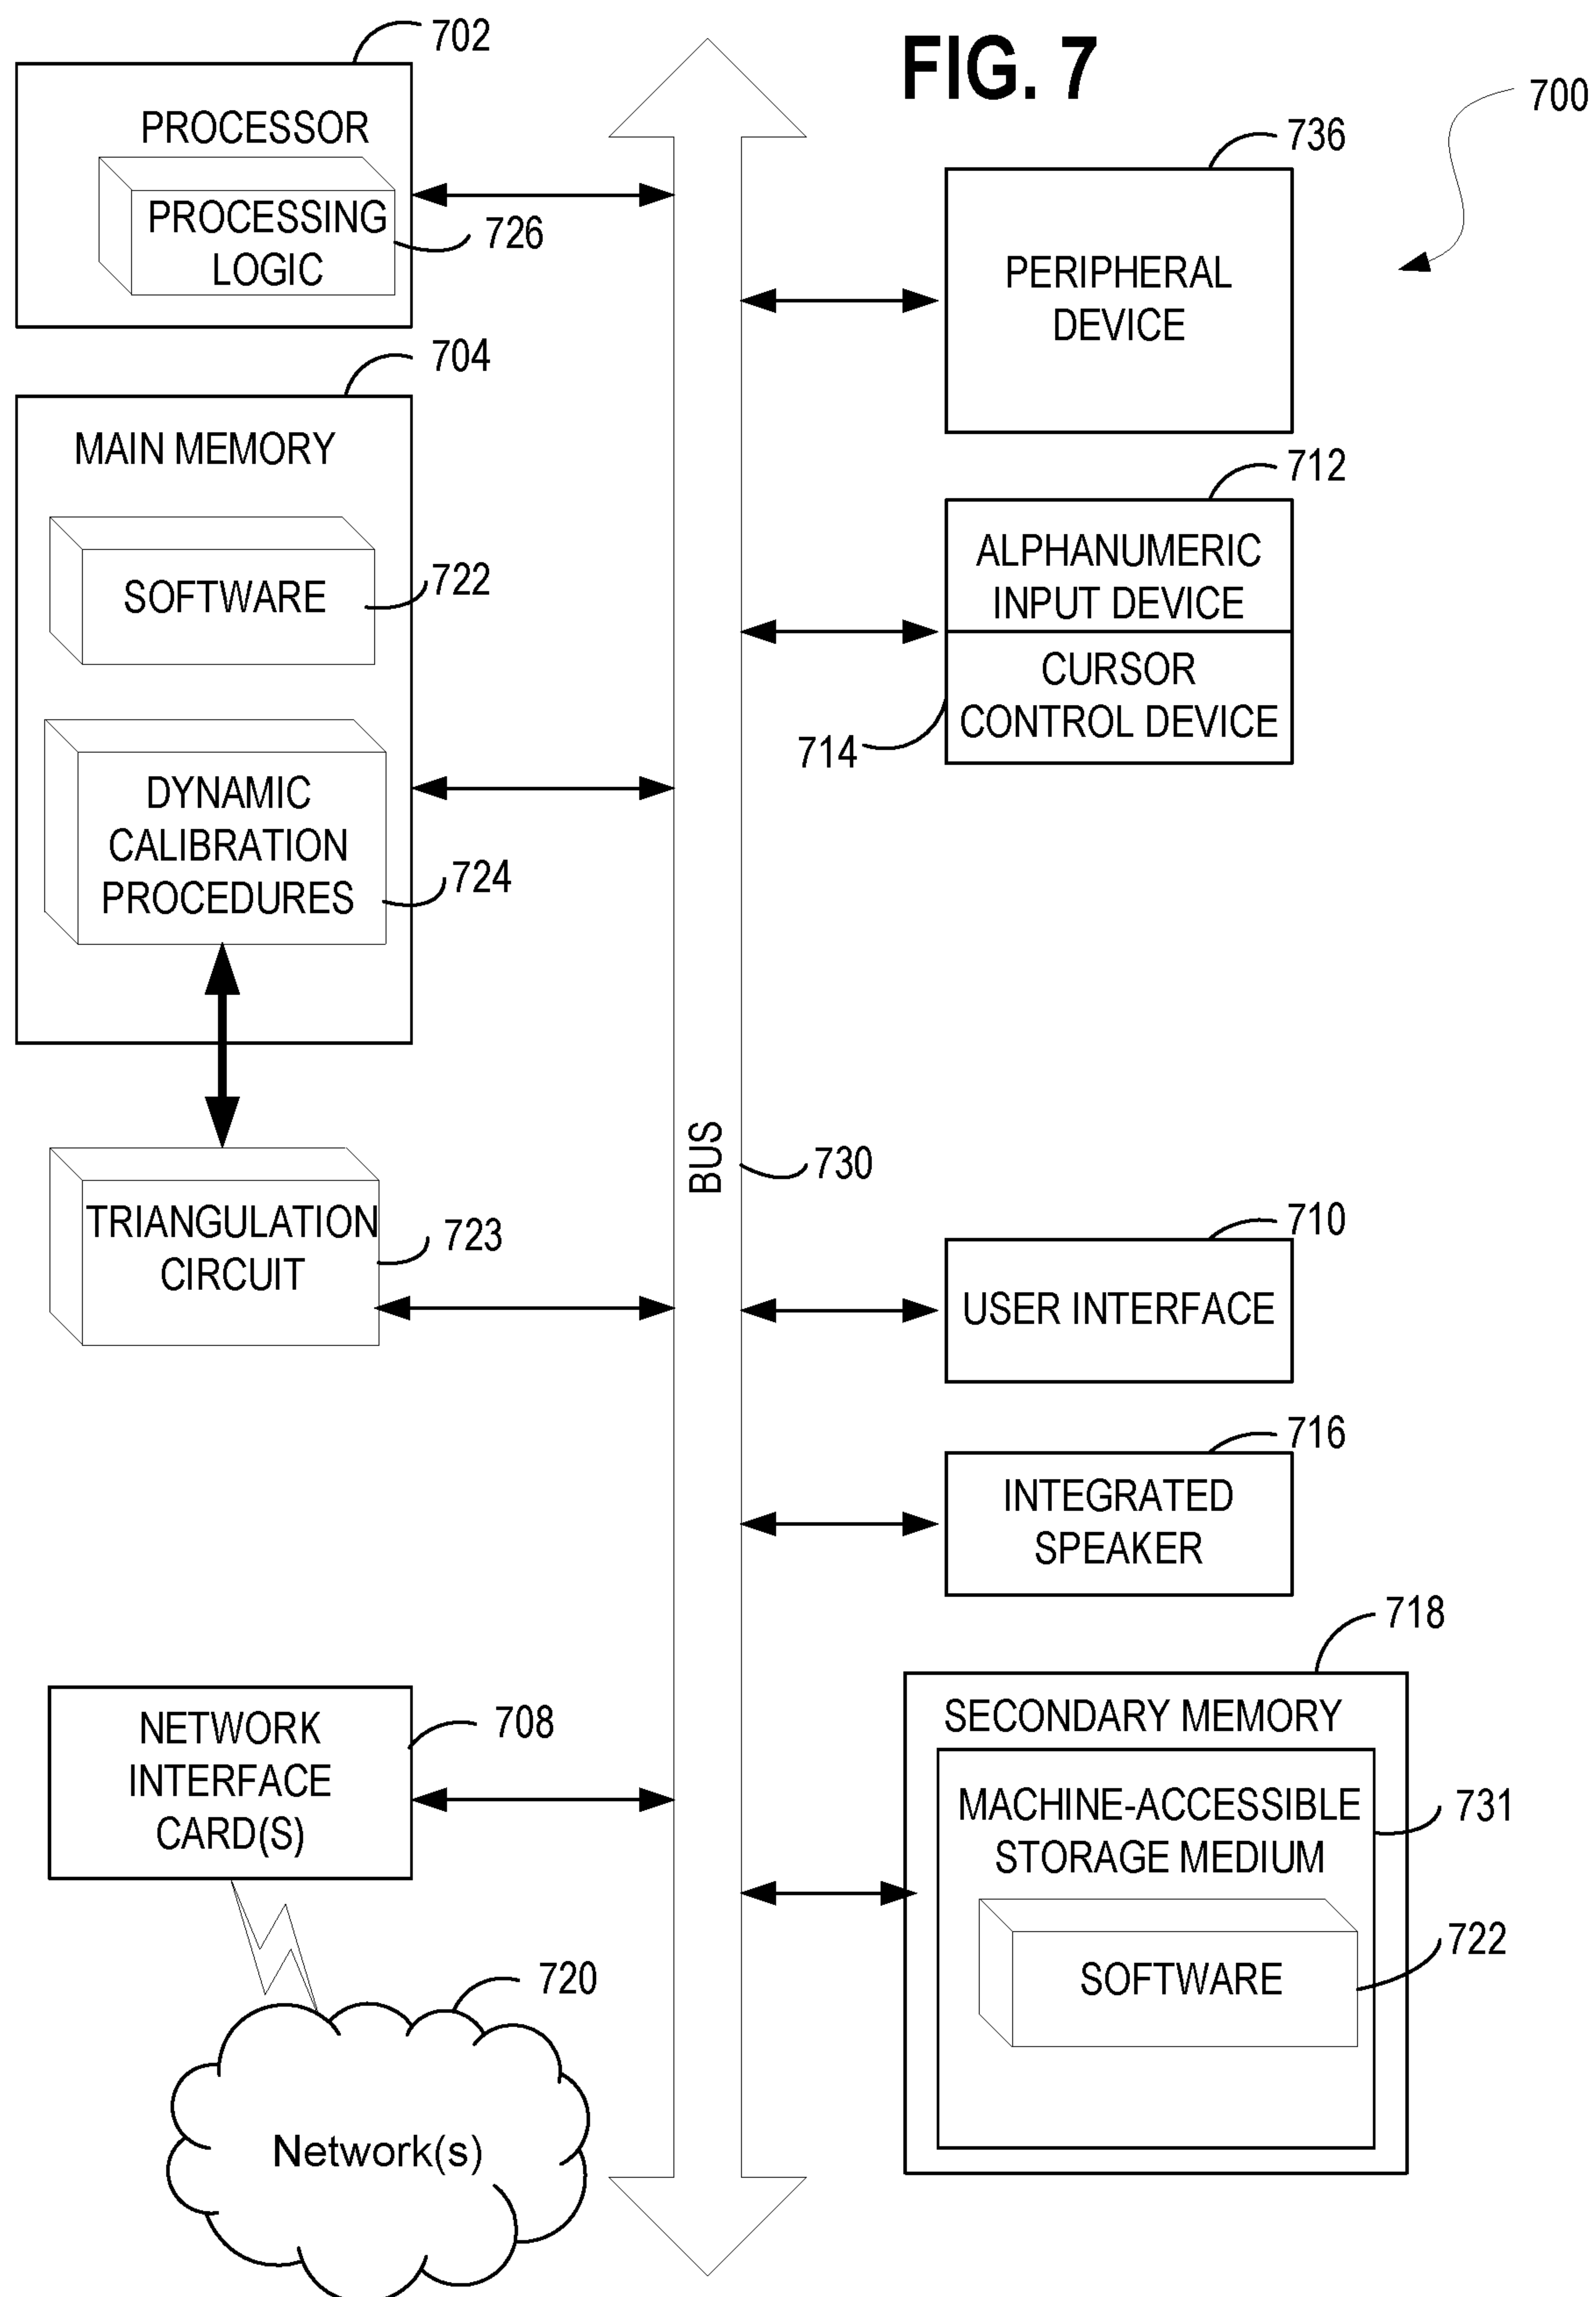 FIG. 7
700
702
PROCESSOR
PROCESSING
LOGIC
726
704
MAIN MEMORY
SOFTWARE
722
DYNAMIC
CALIBRATION
PROCEDURES
724
TRIANGULATION
CIRCUIT
723
NETWORK
INTERFACE
CARD(S)
708
720
Network(s)
BUS
730
736
PERIPHERAL
DEVICE
712
ALPHANUMERIC
INPUT DEVICE
CURSOR
CONTROL DEVICE
714
710
USER INTERFACE
716
INTEGRATED
SPEAKER
718
SECONDARY MEMORY
MACHINE-ACCESSIBLE
STORAGE MEDIUM
731
SOFTWARE
722